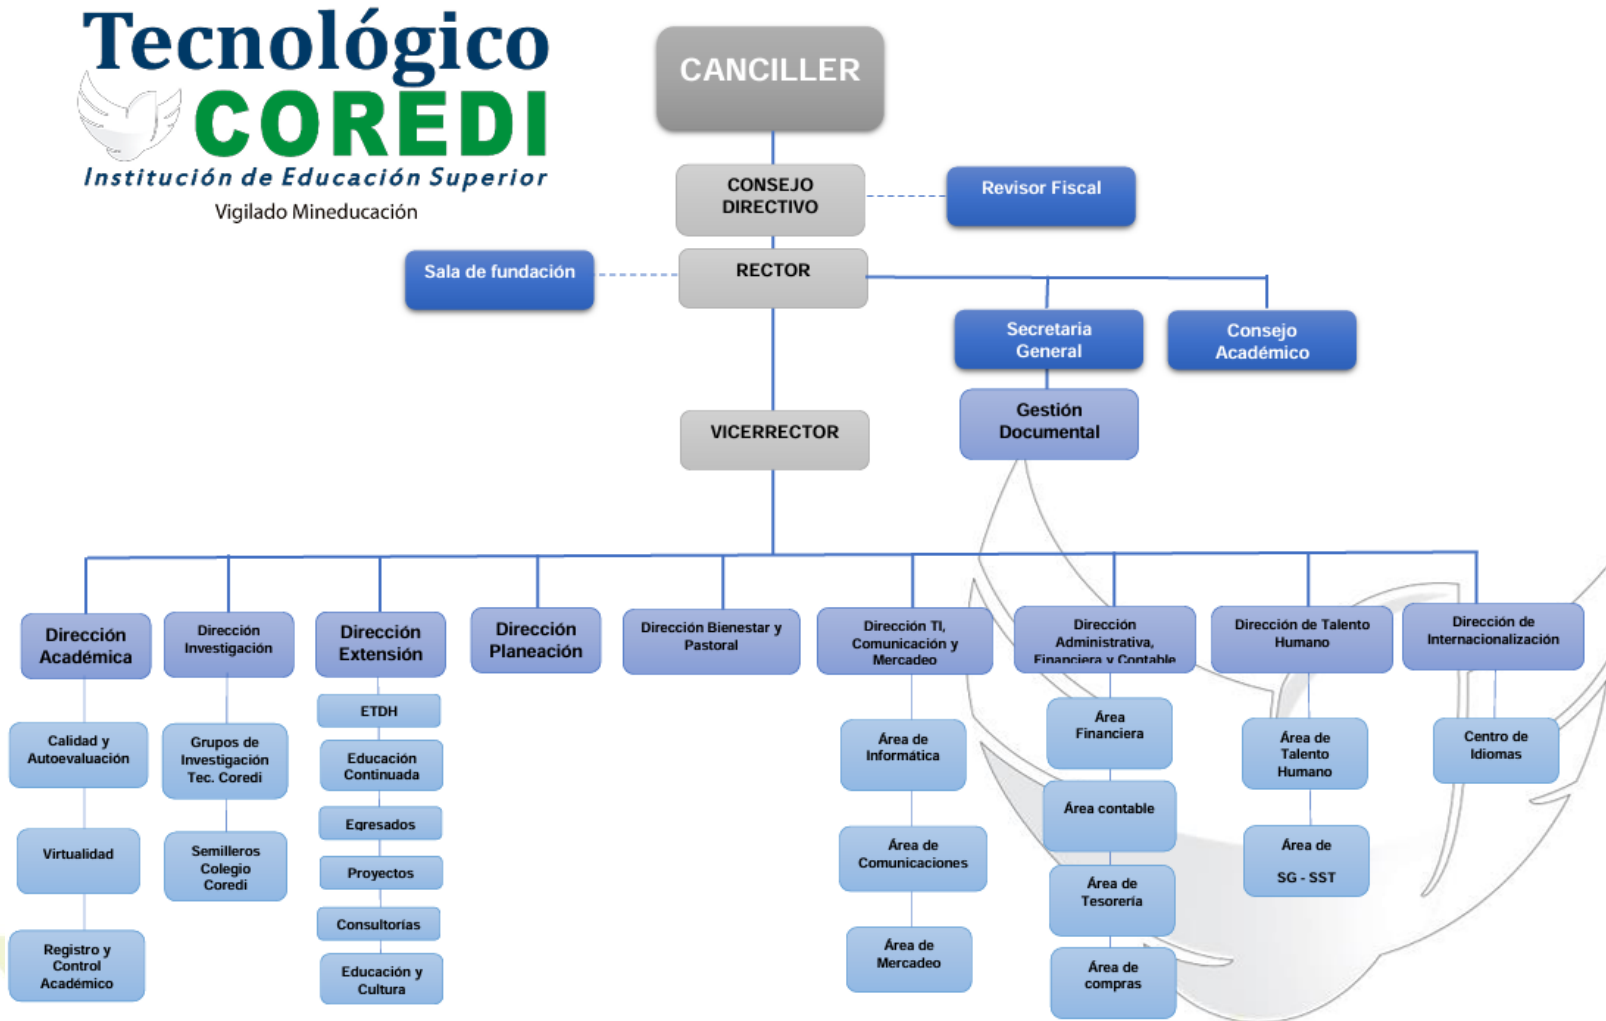 Tecnológico
COREDI
Institución de Educación Superior
Vigilado Mineducación
CANCILLER
CONSEJO
DIRECTIVO
Revisor Fiscal
Sala de fundación
RECTOR
Secretaria
General
Consejo
Académico
Gestión
Documental
VICERRECTOR
Dirección
Académica
Dirección
Investigación
Dirección
Extensión
Dirección
Planeación
Dirección Bienestar y
Pastoral
Dirección TI,
Comunicación y
Mercadeo
Dirección
Administrativa,
Financiera y Contable
Dirección de Talento
Humano
Dirección de
Internacionalización
Calidad y
Autoevaluación
Virtualidad
Registro y
Control
Académico
Grupos de
Investigación
Tec. Coredi
Semilleros
Colegio
Coredi
ETDH
Educación
Continuada
Egresados
Proyectos
Consultorías
Educación y
Cultura
Área de
Informática
Área de
Comunicaciones
Área de
Mercadeo
Área
Financiera
Área contable
Área de
Tesorería
Área de
compras
Área de
Talento
Humano
Área de
SG - SST
Centro de
Idiomas